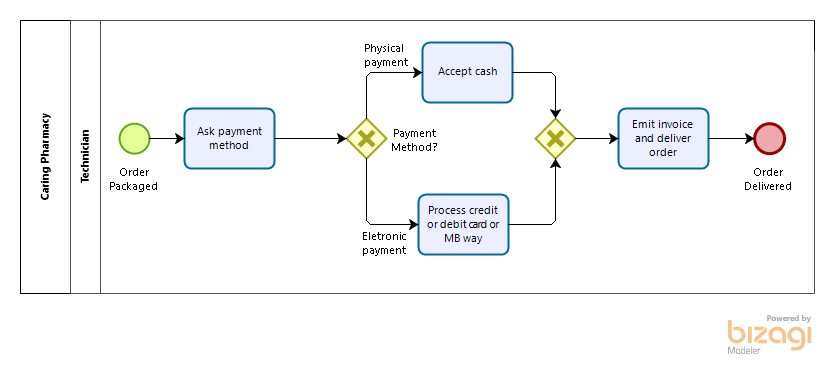 Caring Pharmacy
Technician
Order
Packaged
Ask payment
method
Physical
payment
Payment
Method?
Eletronic
payment
Accept cash
Process credit
or debit card or
MB way
Emit invoice
and deliver
order
Order
Delivered
Powered by
bizagi
Modeler